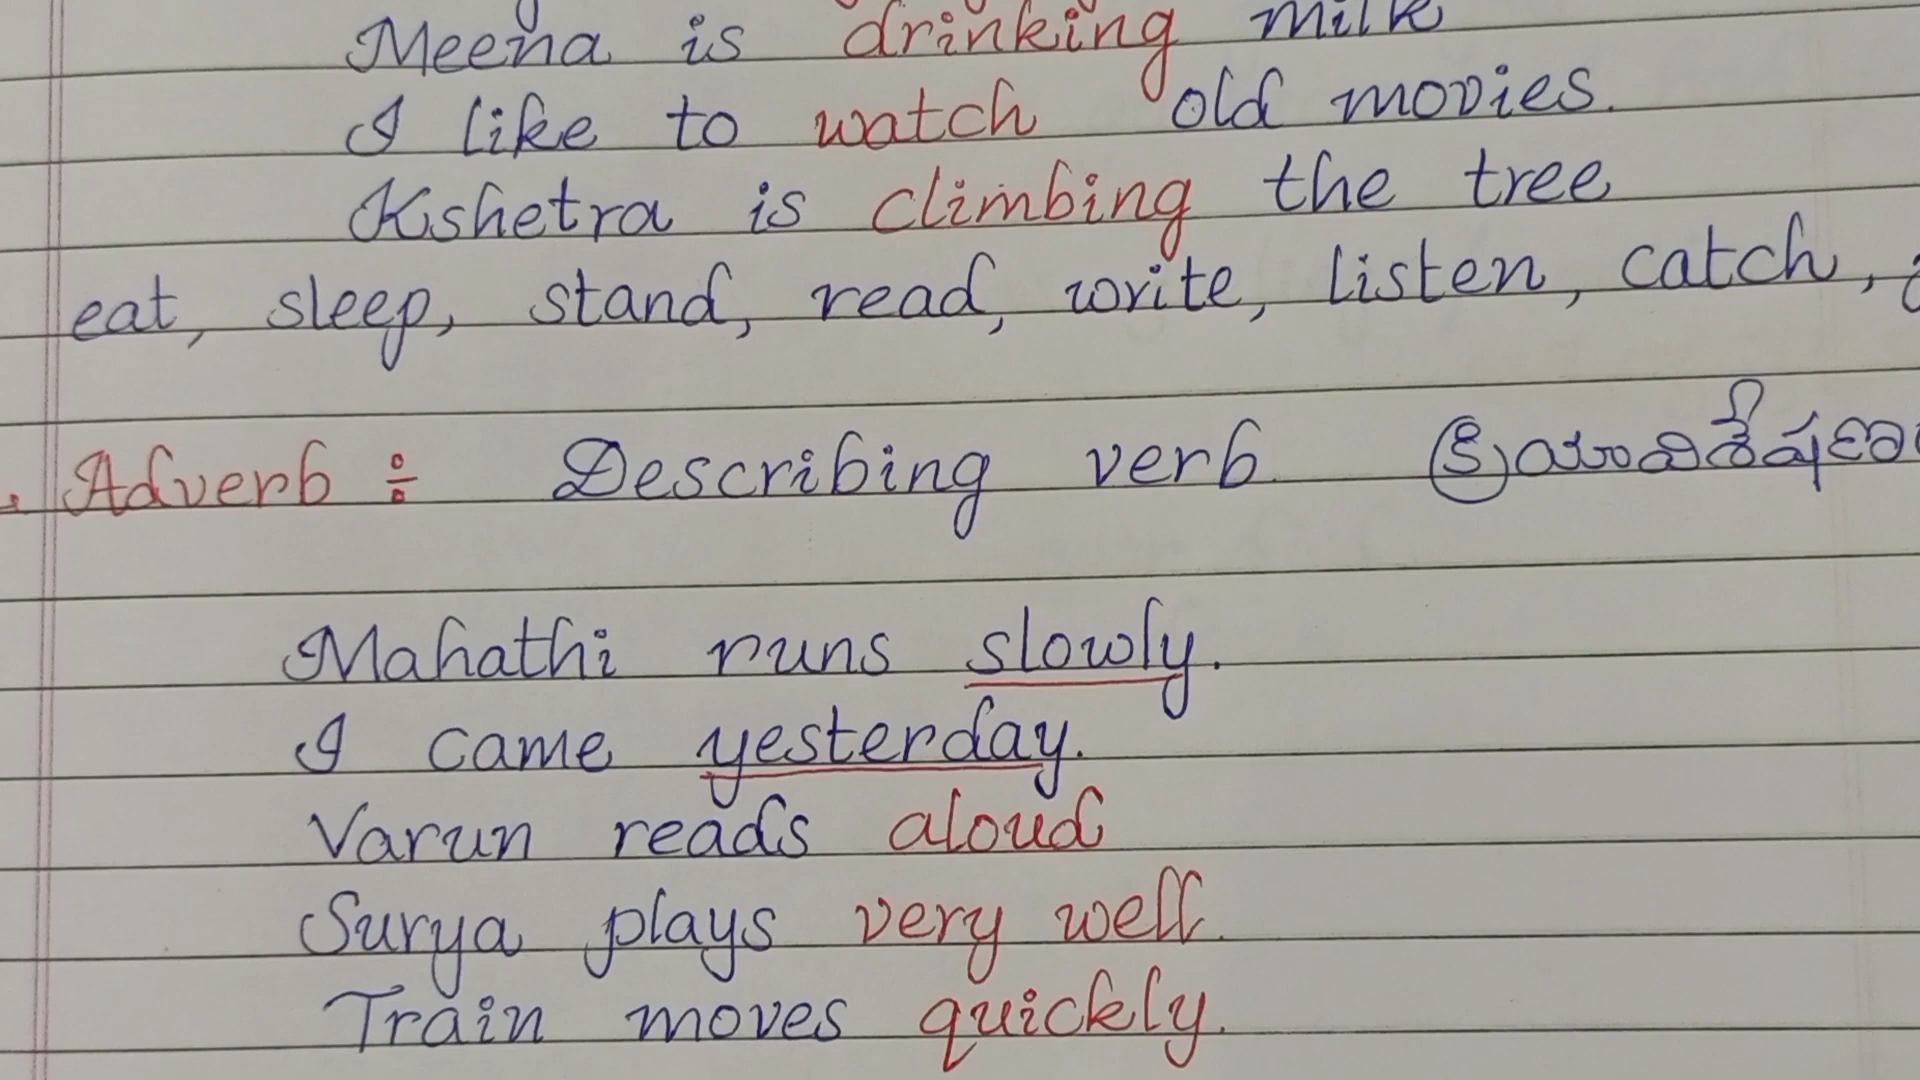 Meena is drinking milk
I like to watch old movies.
Kshetra is climbing the tree
eat, sleep, stand, read, write, listen, catch,
Adverb ÷ Describing verb ಕ್ರಿಯಾವಿಶೇಷಣ
Mahathi runs slowly.
I came yesterday.
Varun reads aloud
Surya plays very well.
Train moves quickly.